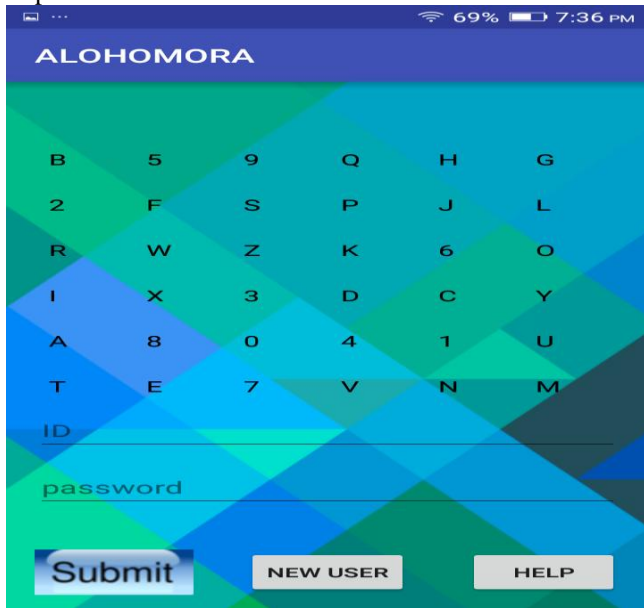 ... 69% 7:36 PM
ALOHOMORA
B 5 9 Q H G
2 F S P J L
R W Z K 6 O
I X 3 D C Y
A 8 0 4 1 U
T E 7 V N M
ID
password
Submit NEW USER HELP